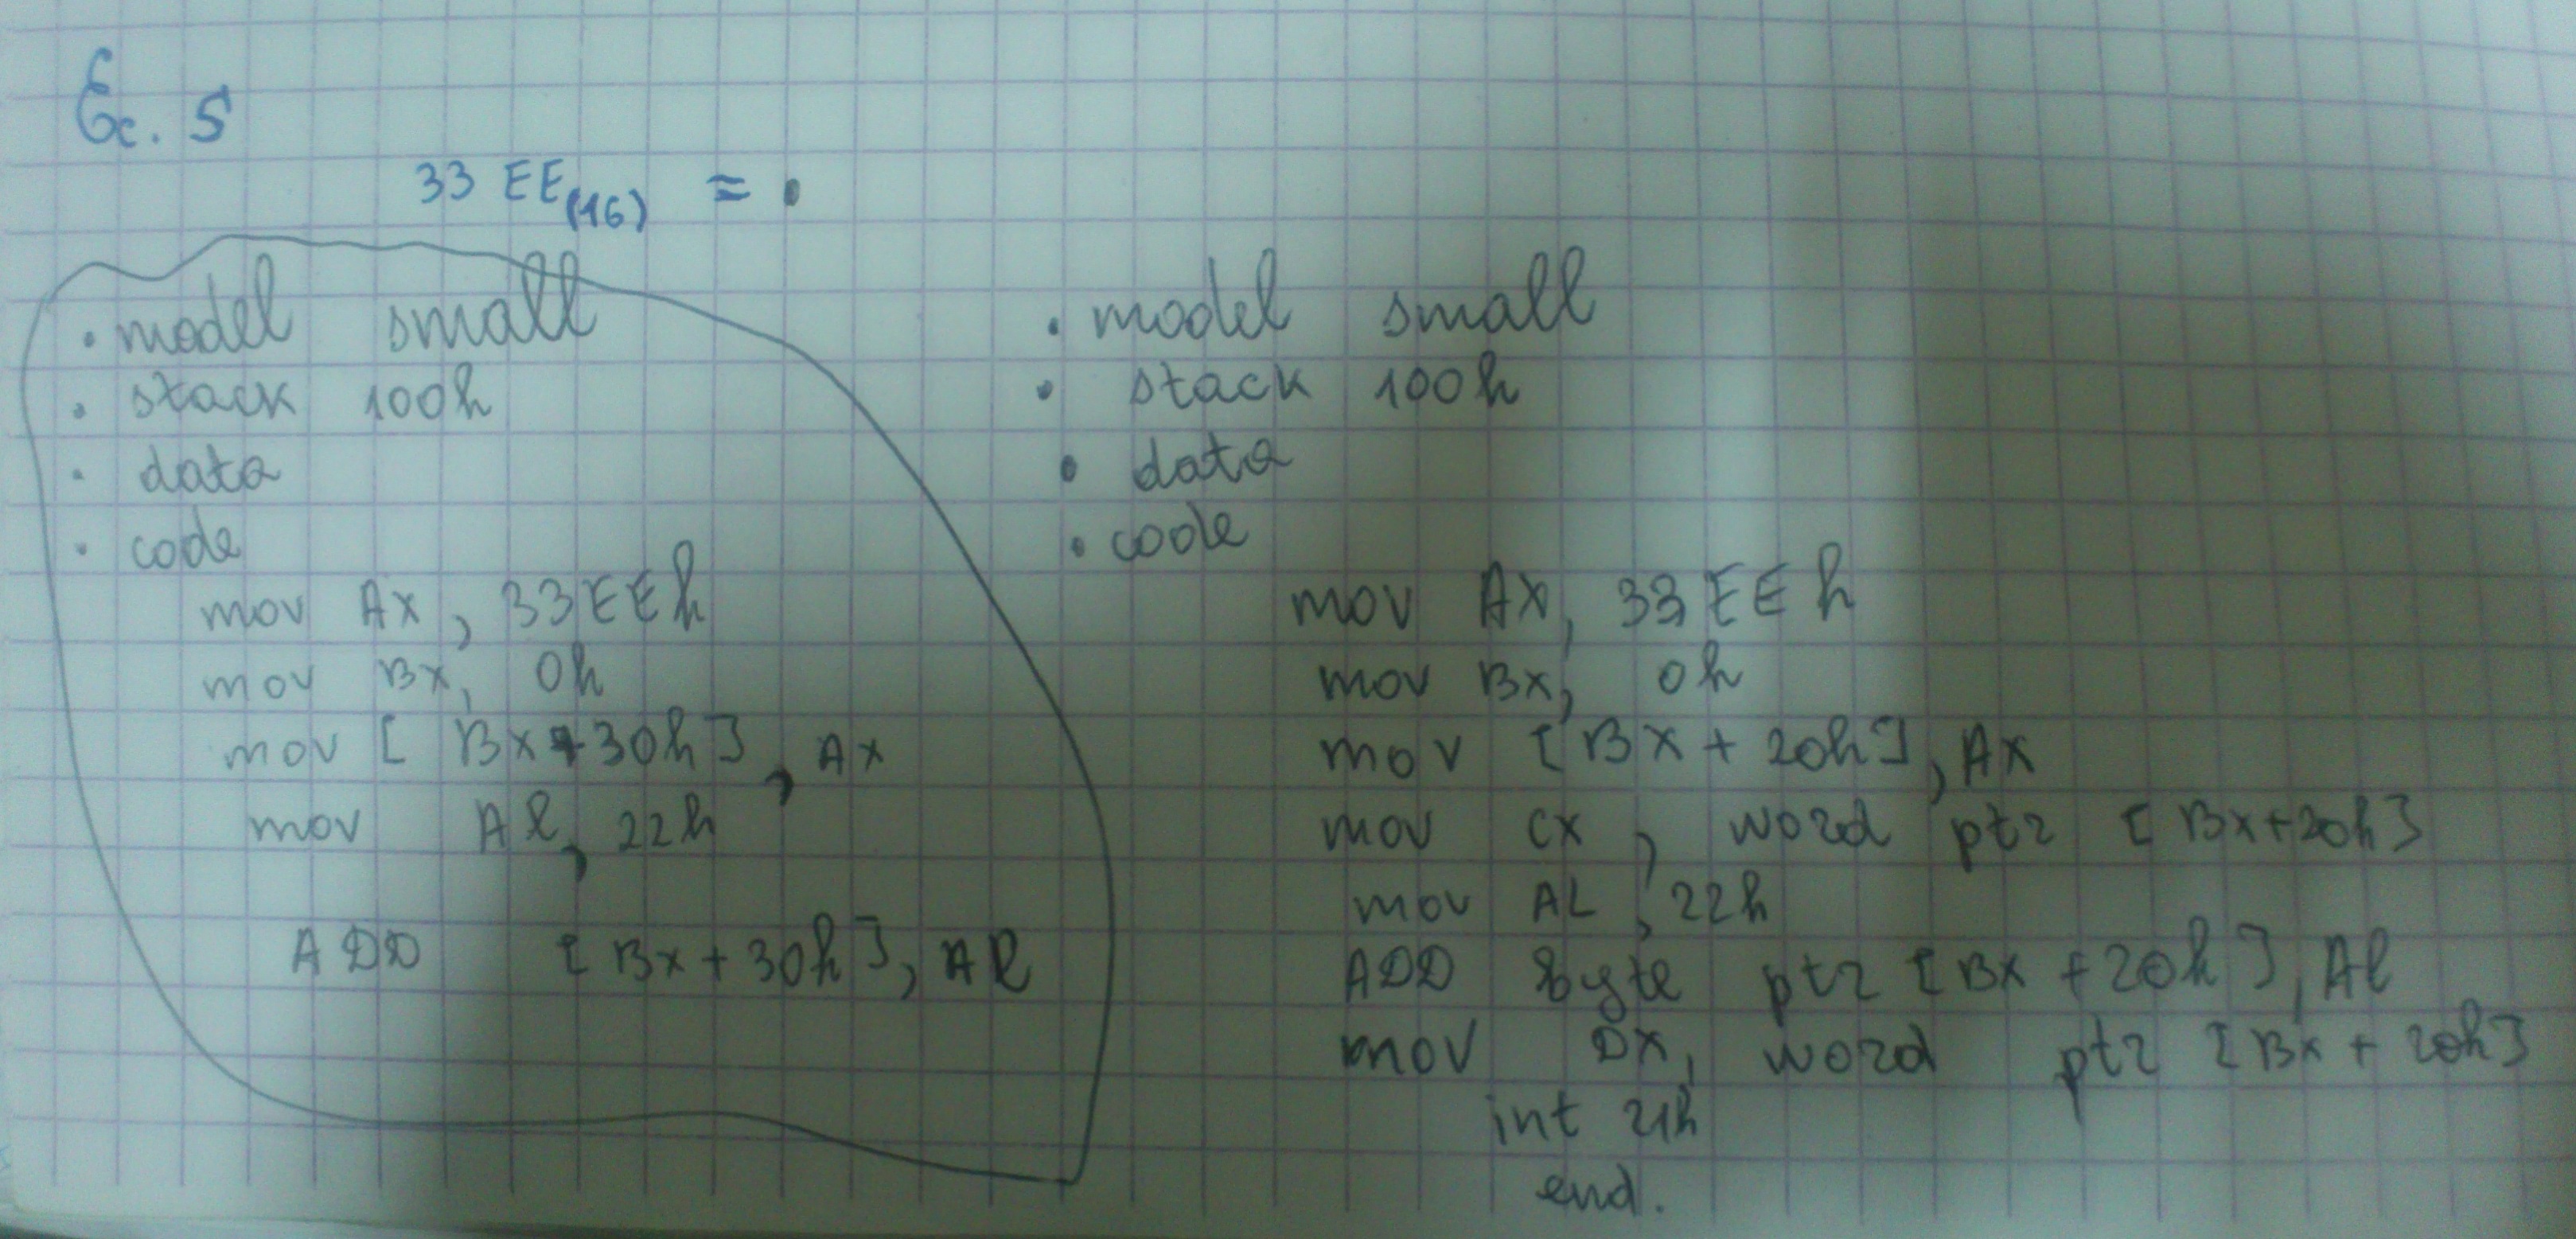 Ex. 5
33 EE(16) =
. model small
. stack 100h
. data
. code
mov Ax, 33EEh
mov Bx, 0h
mov [Bx+30h], Ax
mov Al, 22h
ADD [Bx+30h], Al
. model small
. stack 100h
. data
. code
mov Ax, 33EEh
mov Bx, 0h
mov [Bx+20h], Ax
mov cx, word ptr [Bx+20h]
mov AL, 22h
ADD byte ptr [Bx+20h], Al
mov Dx, word ptr [Bx+20h]
int 21h
end.